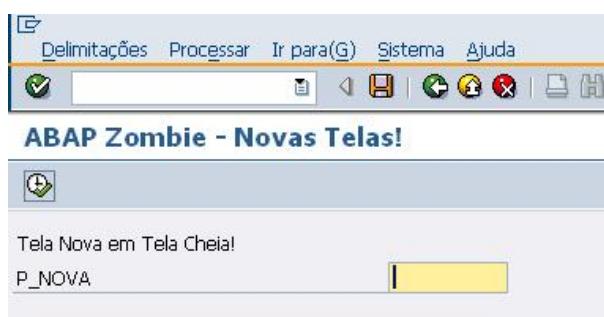 Delimitações Processar Ir para(G) Sistema Ajuda
ABAP Zombie - Novas Telas!
Tela Nova em Tela Cheia!
P_NOVA